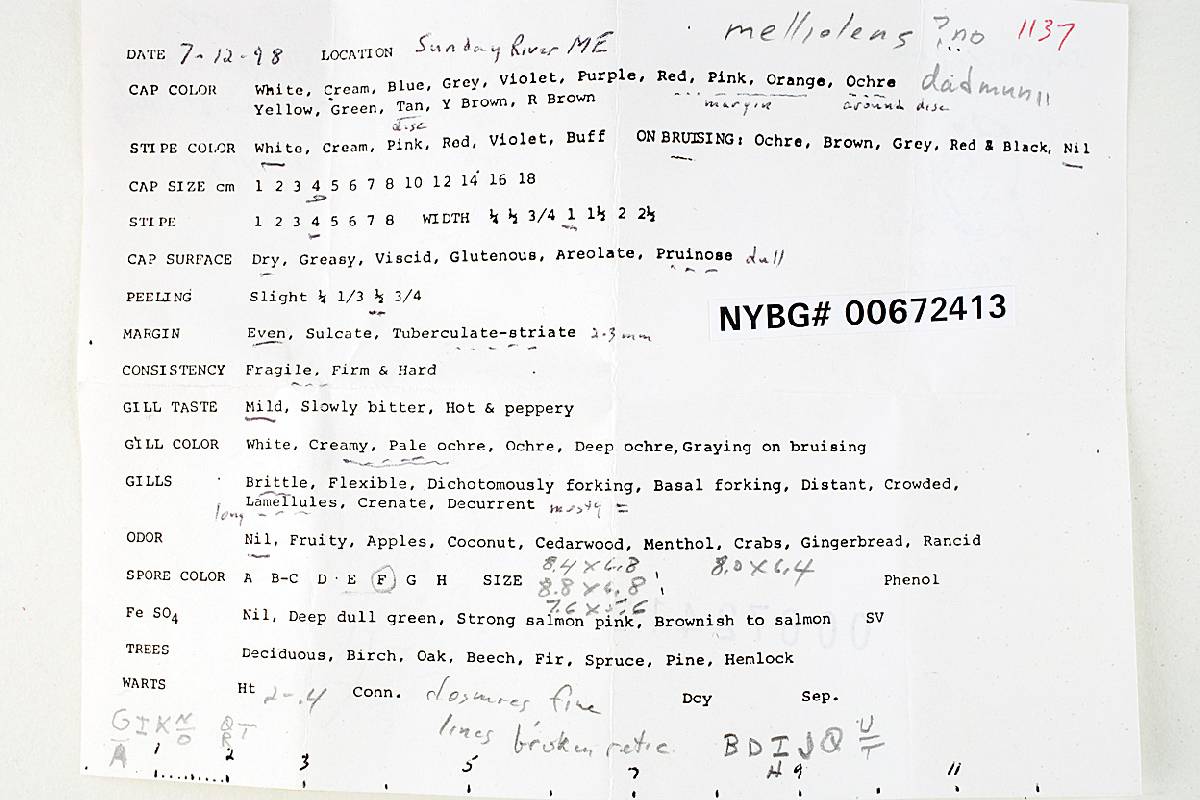 melliolens ? no 1137
DATE 7-12-98 LOCATION Sunday River ME
CAP COLOR White, Cream, Blue, Grey, Violet, Purple, Red, Pink, Orange, Ochre dadmunii
margin around disc
Yellow, Green, Tan, Y Brown, R Brown
disc
STIPE COLOR White, Cream, Pink, Red, Violet, Buff ON BRUISING: Ochre, Brown, Grey, Red & Black, Nil
CAP SIZE cm 1 2 3 4 5 6 7 8 10 12 14 16 18
STIPE 1 2 3 4 5 6 7 8 WIDTH ¼ ½ 3/4 1 1½ 2 2½
CAP SURFACE Dry, Greasy, Viscid, Glutenous, Areolate, Pruinose dull
PEELING Slight ¼ 1/3 ½ 3/4
NYBG# 00672413
MARGIN Even, Sulcate, Tuberculate-striate 2-3 mm
CONSISTENCY Fragile, Firm & Hard
GILL TASTE Mild, Slowly bitter, Hot & peppery
GILL COLOR White, Creamy, Pale ochre, Ochre, Deep ochre, Graying on bruising
GILLS Brittle, Flexible, Dichotomously forking, Basal forking, Distant, Crowded,
long Lamellules, Crenate, Decurrent mostly =
ODOR Nil, Fruity, Apples, Coconut, Cedarwood, Menthol, Crabs, Gingerbread, Rancid
8.4 X 6.8 8.0 X 6.4
SPORE COLOR A B-C D E F G H SIZE 8.8 X 6.8 Phenol
7.6 X 5.6
Fe SO4 Nil, Deep dull green, Strong salmon pink, Brownish to salmon SV
TREES Deciduous, Birch, Oak, Beech, Fir, Spruce, Pine, Hemlock
WARTS Ht 2-.4 Conn. closures fine Dcy Sep.
lines broken retic.
G I K N Q T B D I J Q U
A O R T
1 2 3 5 7 H 9 11